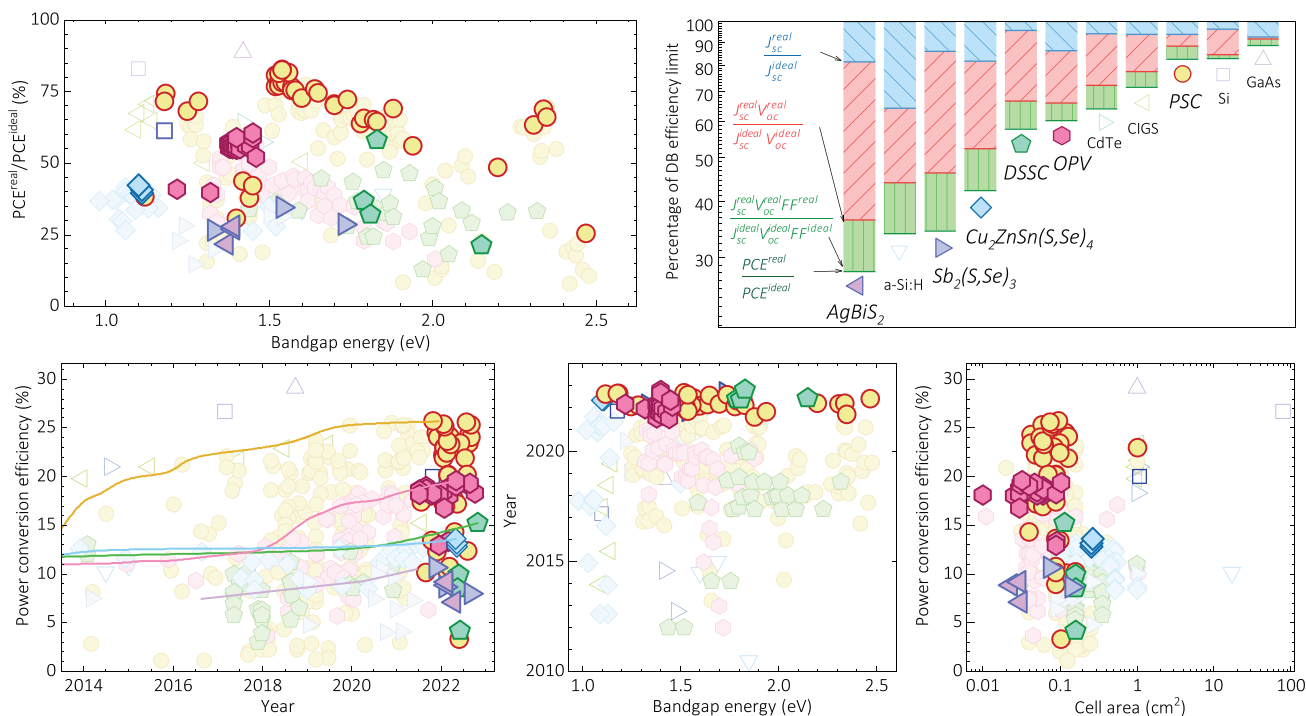 PCE^real/PCE^ideal (%)
100
75
50
25
0
1.0
1.5
2.0
2.5
Bandgap energy (eV)
Percentage of DB efficiency limit
100
90
80
70
60
50
40
30
J_sc^real
J_sc^ideal
J_sc^real V_oc^real
J_sc^ideal V_oc^ideal
J_sc^real V_oc^real FF^real
J_sc^ideal V_oc^ideal FF^ideal
PCE^real
PCE^ideal
AgBiS₂
a-Si:H
Sb₂(S,Se)₃
Cu₂ZnSn(S,Se)₄
DSSC
OPV
CdTe
CIGS
PSC
Si
GaAs
Power conversion efficiency (%)
30
25
20
15
10
5
0
2014
2016
2018
2020
2022
Year
Year
2020
2015
2010
1.0
1.5
2.0
2.5
Bandgap energy (eV)
Power conversion efficiency (%)
30
25
20
15
10
5
0
0.01
0.1
1
10
100
Cell area (cm²)